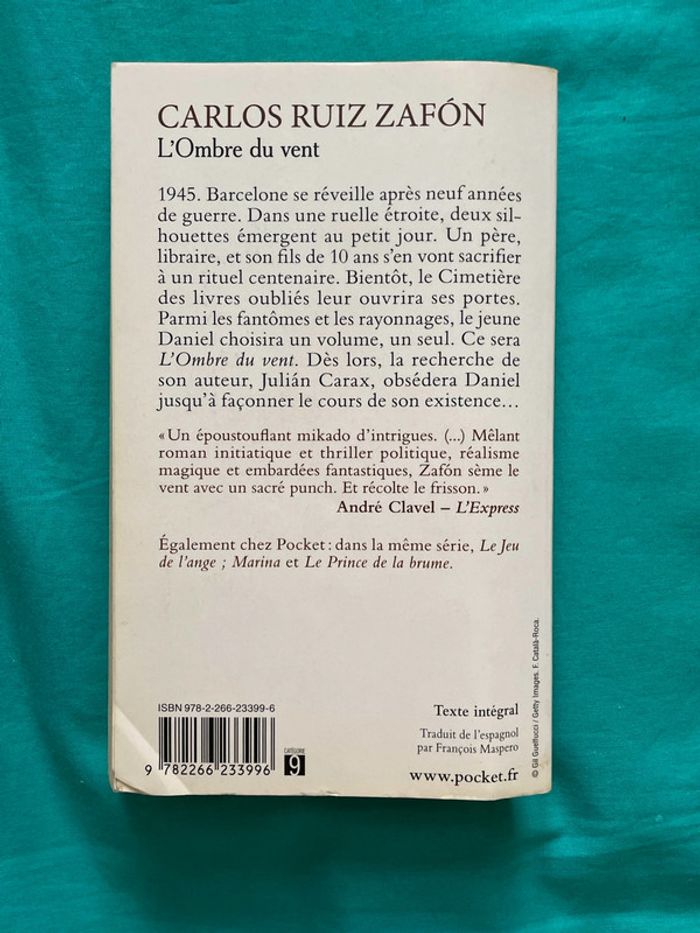 CARLOS RUIZ ZAFÓN
L'Ombre du vent
1945. Barcelone se réveille après neuf années
de guerre. Dans une ruelle étroite, deux sil-
houettes émergent au petit jour. Un père,
libraire, et son fils de 10 ans s'en vont sacrifier
à un rituel centenaire. Bientôt, le Cimetière
des livres oubliés leur ouvrira ses portes.
Parmi les fantômes et les rayonnages, le jeune
Daniel choisira un volume, un seul. Ce sera
L'Ombre du vent. Dès lors, la recherche de
son auteur, Julián Carax, obsédera Daniel
jusqu'à façonner le cours de son existence…
« Un époustouflant mikado d'intrigues. (...) Mêlant
roman initiatique et thriller politique, réalisme
magique et embardées fantastiques, Zafón sème le
vent avec un sacré punch. Et récolte le frisson. »
André Clavel – L'Express
Également chez Pocket : dans la même série, Le Jeu
de l'ange ; Marina et Le Prince de la brume.
ISBN 978-2-266-23399-6
9 782266 233996
CATÉGORIE
9
Texte intégral
Traduit de l'espagnol
par François Maspero
www.pocket.fr
© Gil Guelfucci / Getty Images. F. Català-Roca.